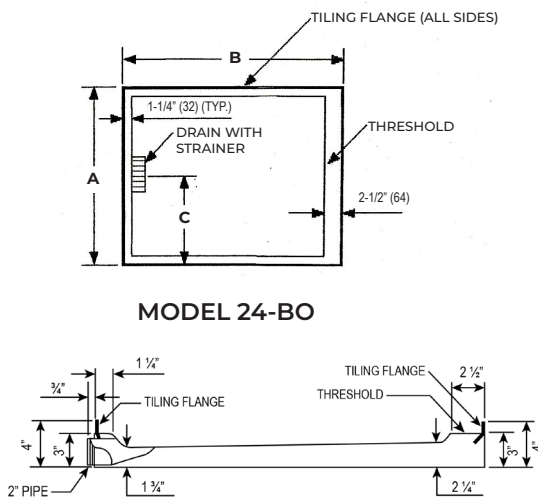 TILING FLANGE (ALL SIDES)
B
1-1/4" (32) (TYP.)
DRAIN WITH
STRAINER
THRESHOLD
A
C
2-1/2" (64)
MODEL 24-BO
1 ¼"
¾"
TILING FLANGE
2 ½"
TILING FLANGE
THRESHOLD
4"
3"
3"
4"
2" PIPE
1 ¾"
2 ¼"